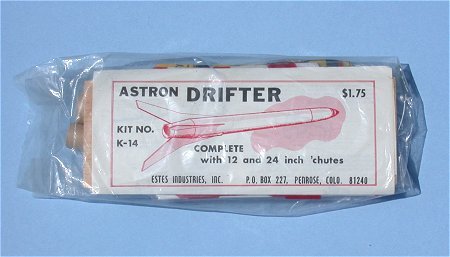 ASTRON DRIFTER $1.75
KIT NO.
K-14
COMPLETE
with 12 and 24 inch 'chutes
ESTES INDUSTRIES, INC. P.O. BOX 227, PENROSE, COLO. 81240